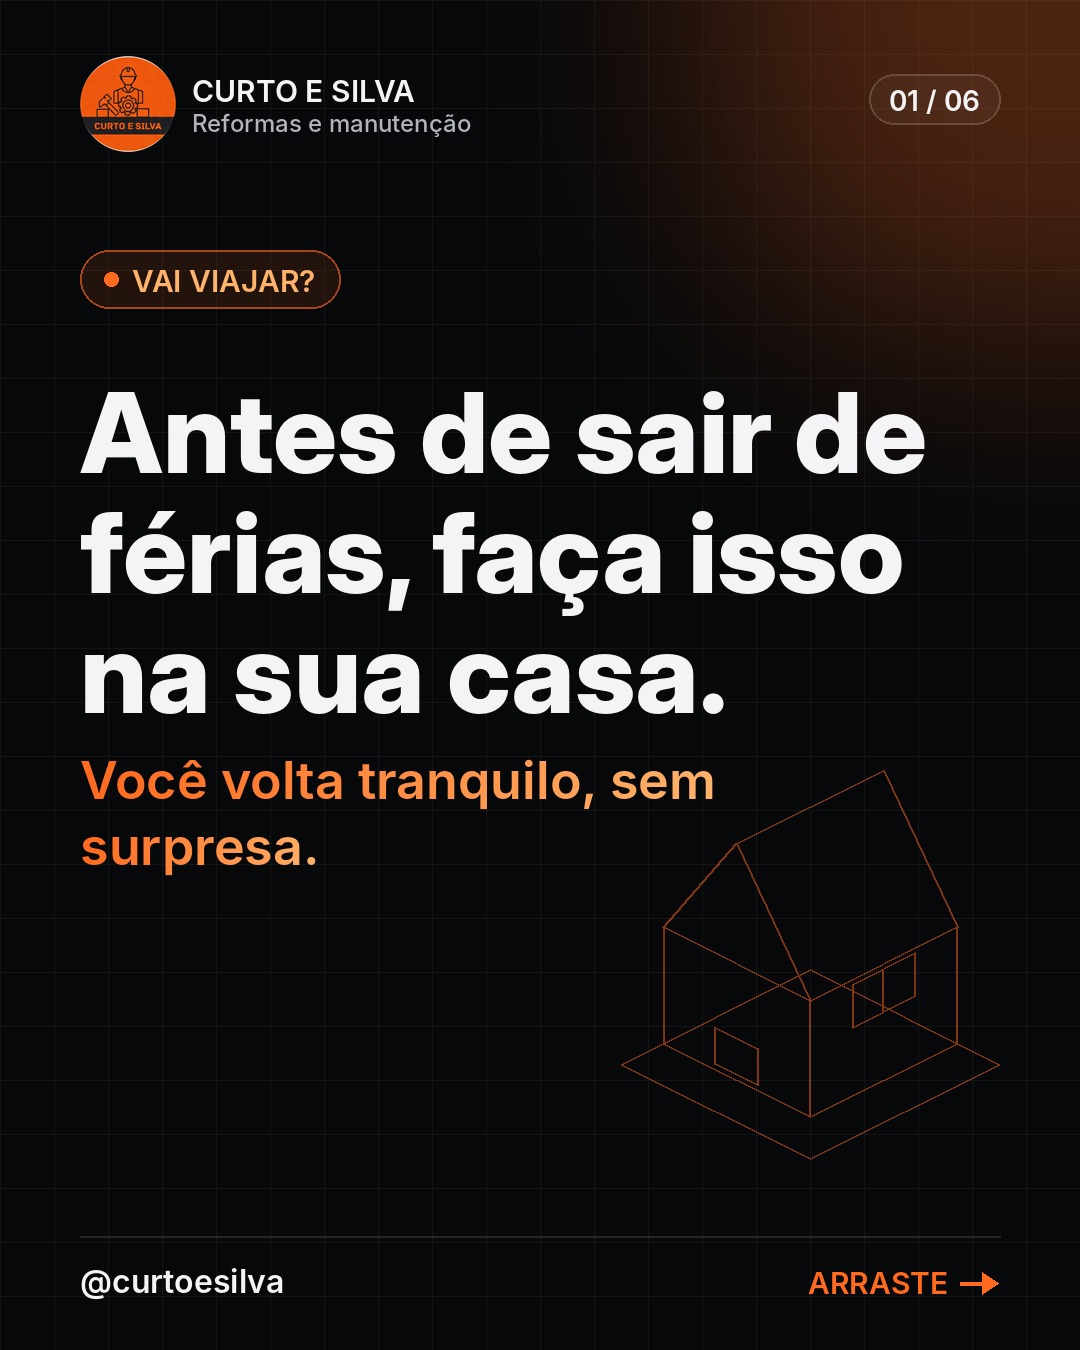 CURTO E SILVA
CURTO E SILVA
Reformas e manutenção
01 / 06
VAI VIAJAR?
Antes de sair de
férias, faça isso
na sua casa.
Você volta tranquilo, sem
surpresa.
@curtoesilva
ARRASTE